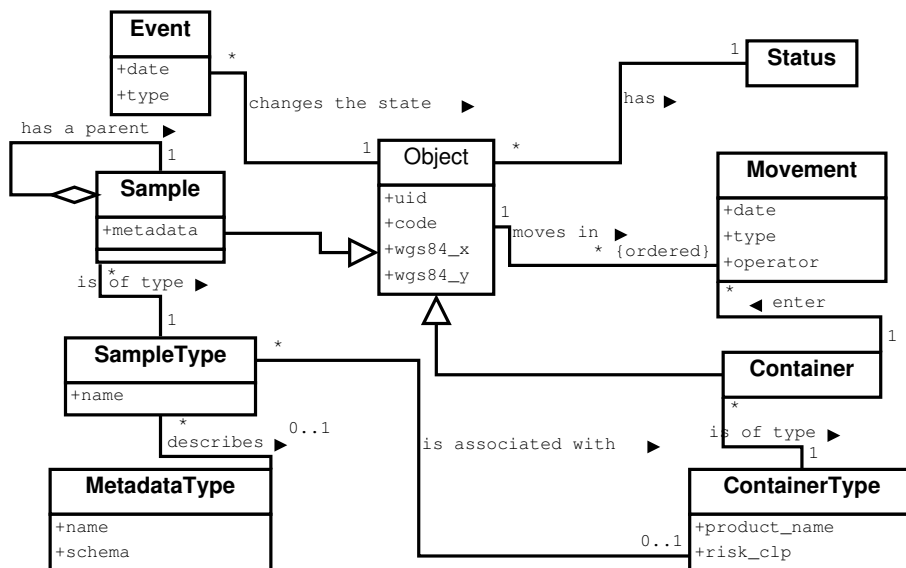 Event
+date
+type
*
changes the state ►
1
*
has ►
1
Status
has a parent ►
1
Sample
+metadata
Object
+uid
+code
+wgs84_x
+wgs84_y
*
1
moves in ►
* {ordered}
Movement
+date
+type
+operator
*
◄ enter
1
*
is of type ►
1
SampleType
+name
*
Container
*
is of type ►
1
*
describes ►
0..1
is associated with ►
MetadataType
+name
+schema
0..1
ContainerType
+product_name
+risk_clp